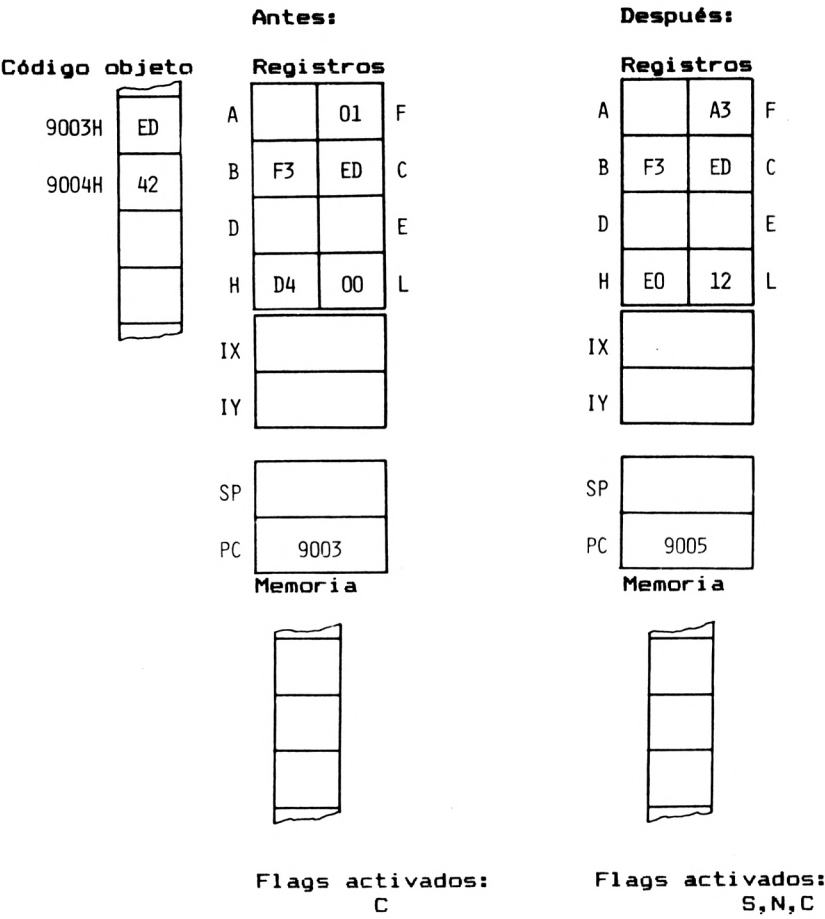 Antes:
Después:
Código objeto
Registros
Registros
9003H ED
9004H 42
A 01 F
B F3 ED C
D E
H D4 00 L
IX
IY
SP
PC 9003
Memoria
A A3 F
B F3 ED C
D E
H E0 12 L
IX
IY
SP
PC 9005
Memoria
Flags activados:
C
Flags activados:
S,N,C